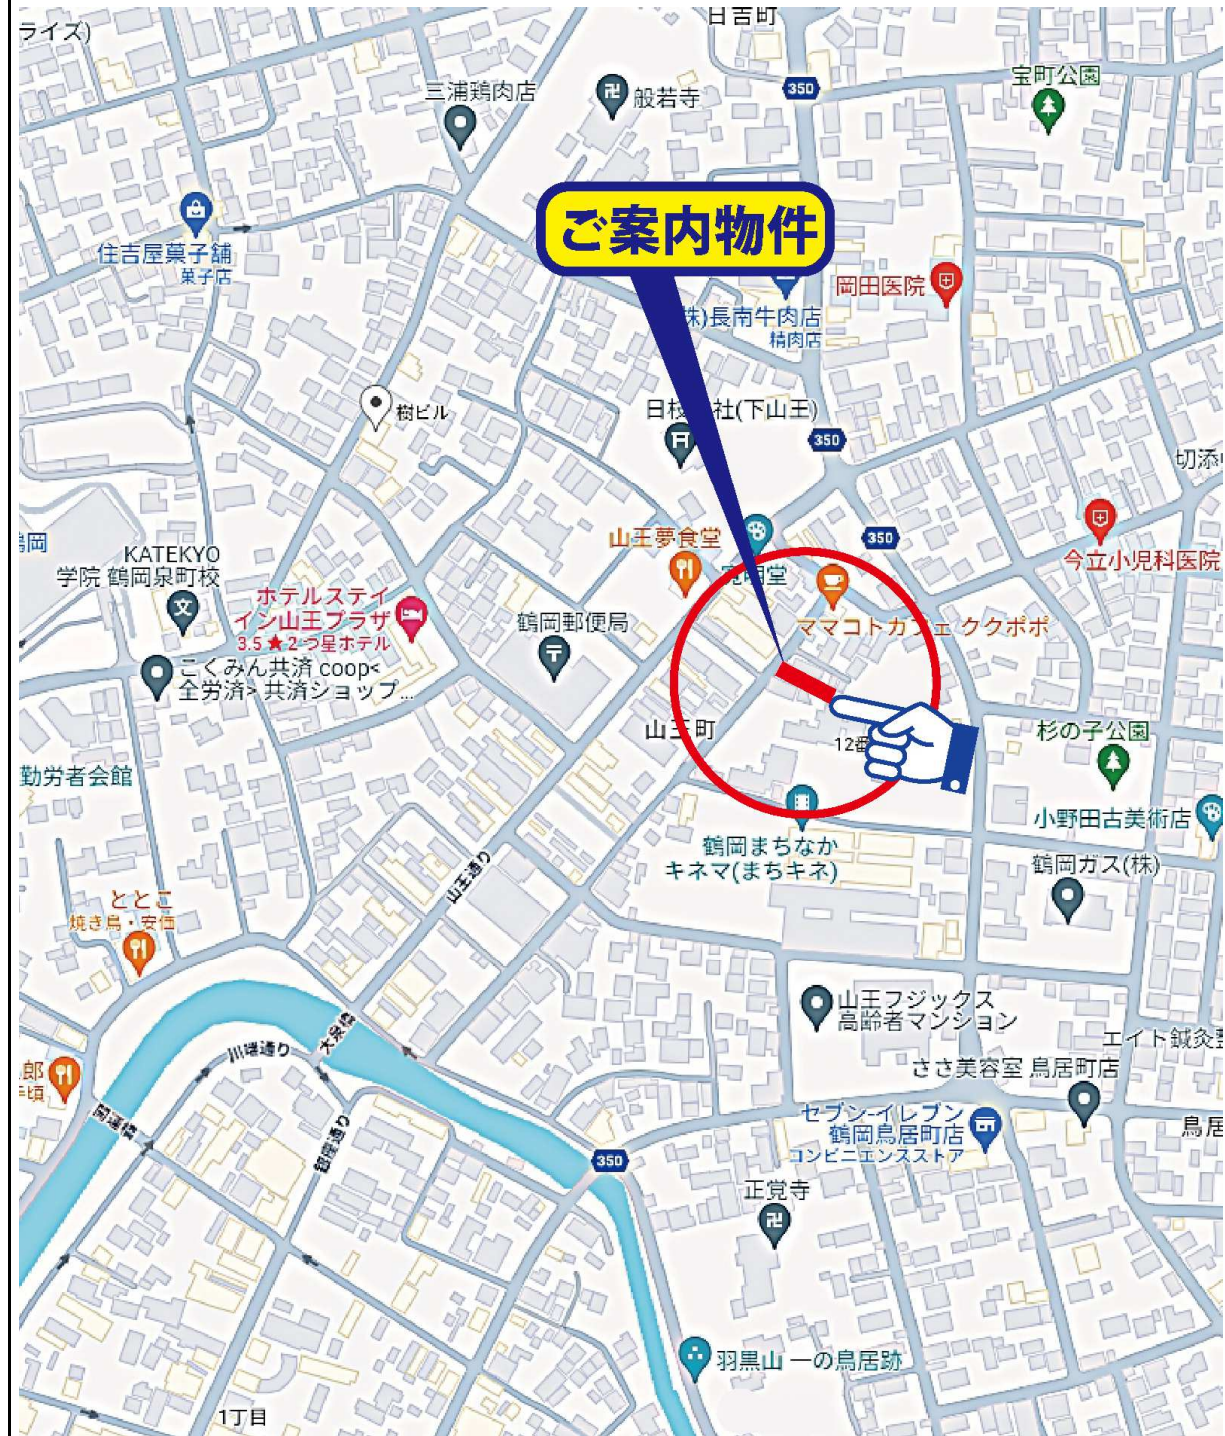 ライズ)
日吉町
三浦鶏肉店
般若寺
350
宝町公園
ご案内物件
住吉屋菓子舗
菓子店
岡田医院
株)長南牛肉店
精肉店
樹ビル
日枝
社(下山王)
350
切添
鶴岡
KATEKYO
学院 鶴岡泉町校
山王夢食堂
350
今立小児科医院
ホテルステイ
イン山王プラザ
3.5★2つ星ホテル
鶴岡郵便局
ママコトカフェ ククポポ
こくみん共済 coop<
全労済> 共済ショップ...
山王町
12番
杉の子公園
勤労者会館
小野田古美術店
鶴岡まちなか
キネマ(まちキネ)
鶴岡ガス(株)
山王通り
ととこ
焼き鳥・安価
山王フジックス
高齢者マンション
エイト鍼灸整
川端通り
大泉橋
ささ美容室 鳥居町店
郎
手頃
開運橋
銀座通り
セブン-イレブン
鶴岡鳥居町店
コンビニエンスストア
鳥居
350
正覚寺
羽黒山 一の鳥居跡
1丁目